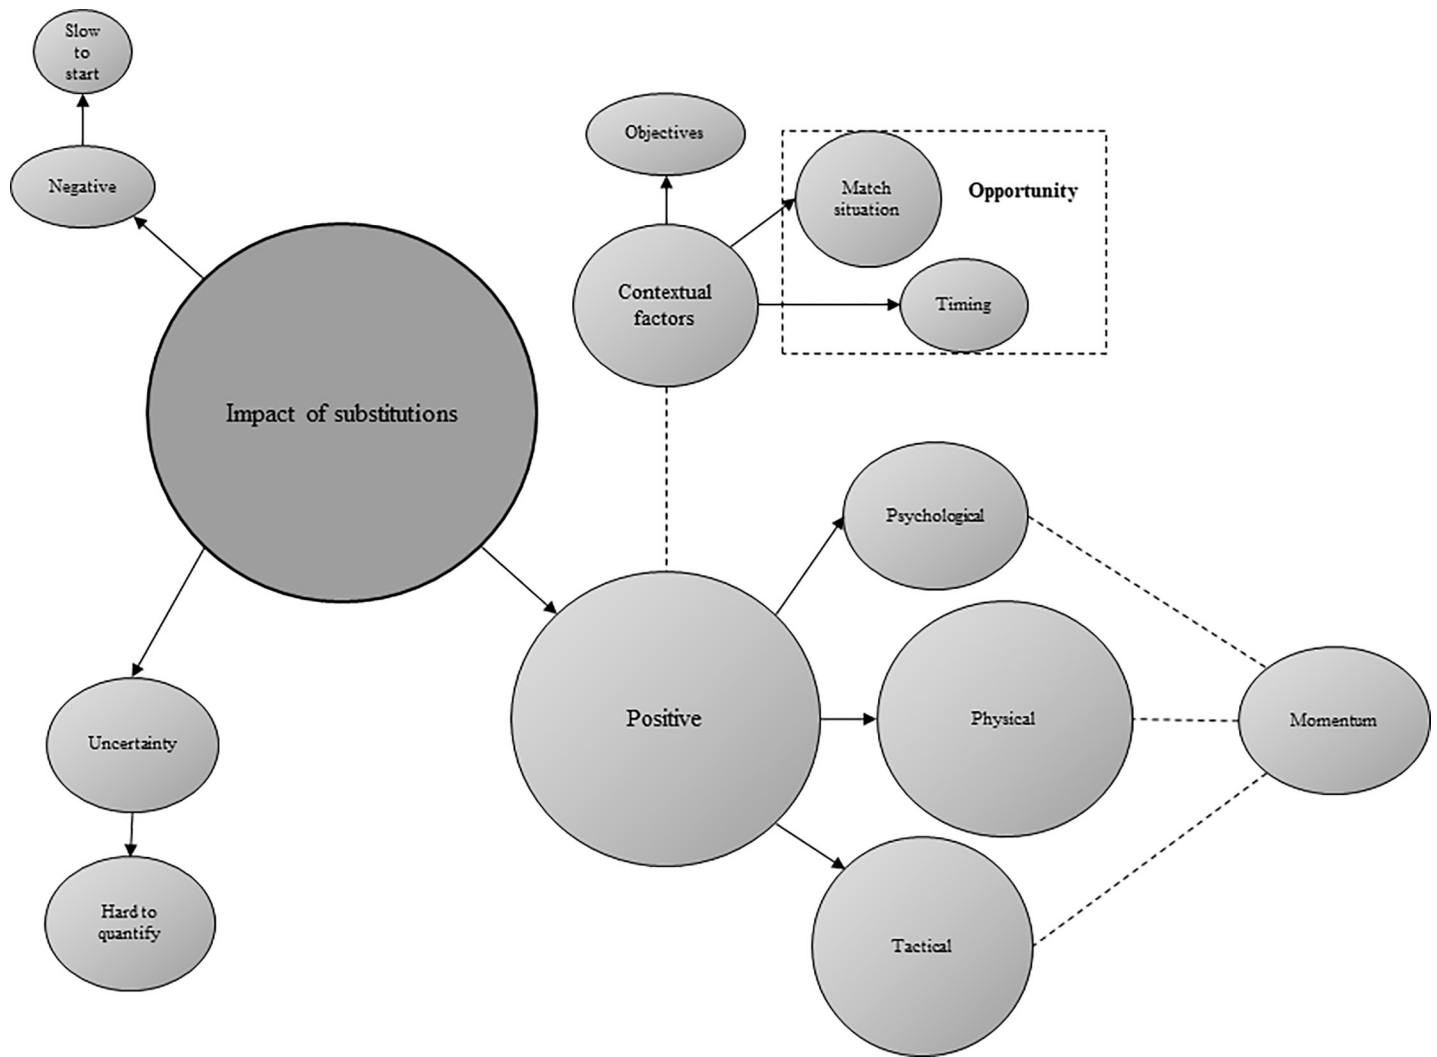 Slow
to
start
Negative
Objectives
Match
situation
Opportunity
Contextual
factors
Timing
Impact of substitutions
Psychological
Positive
Physical
Momentum
Uncertainty
Hard to
quantify
Tactical